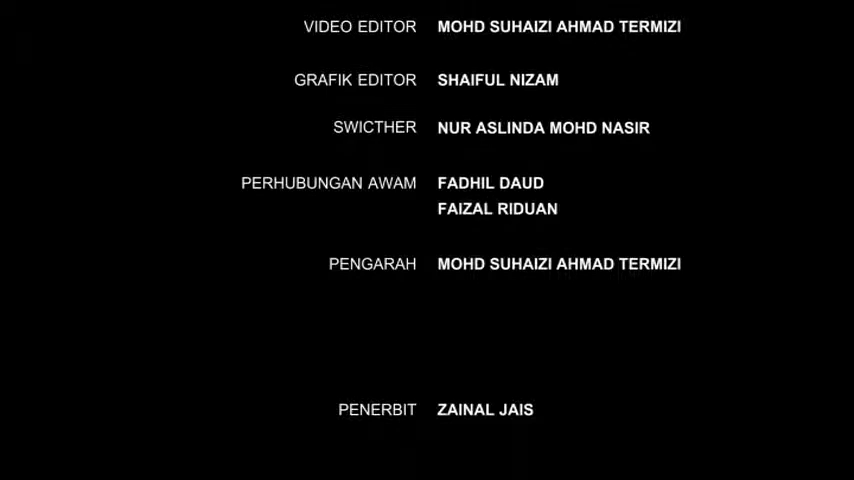 VIDEO EDITOR MOHD SUHAIZI AHMAD TERMIZI
GRAFIK EDITOR SHAIFUL NIZAM
SWICTHER NUR ASLINDA MOHD NASIR
PERHUBUNGAN AWAM FADHIL DAUD
FAIZAL RIDUAN
PENGARAH MOHD SUHAIZI AHMAD TERMIZI
PENERBIT ZAINAL JAIS